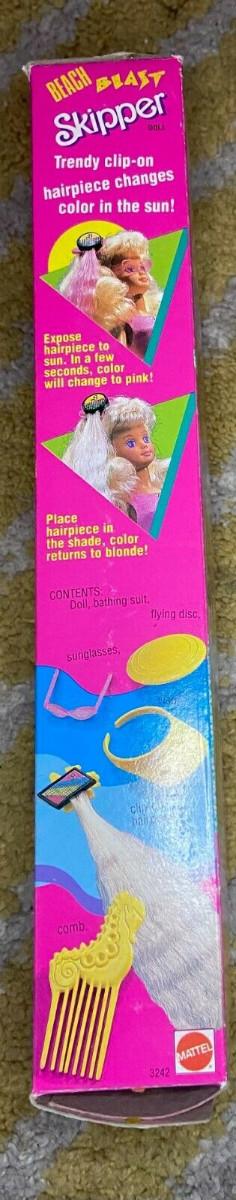 BEACH BLAST
Skipper
DOLL
Trendy clip-on
hairpiece changes
color in the sun!
Expose
hairpiece to
sun. In a few
seconds, color
will change to pink!
Place
hairpiece in
the shade, color
returns to blonde!
CONTENTS:
Doll, bathing suit,
flying disc,
sunglasses,
comb.
MATTEL
3242